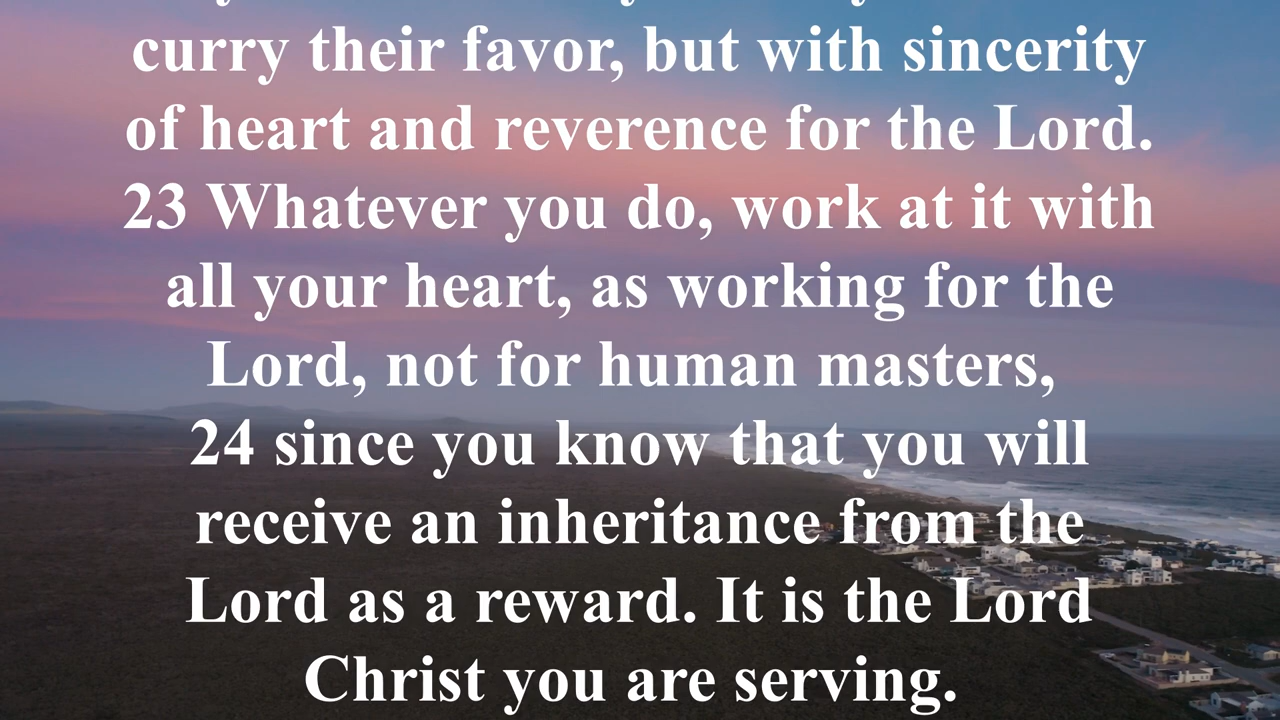 curry their favor, but with sincerity
of heart and reverence for the Lord.
23 Whatever you do, work at it with
all your heart, as working for the
Lord, not for human masters,
24 since you know that you will
receive an inheritance from the
Lord as a reward. It is the Lord
Christ you are serving.